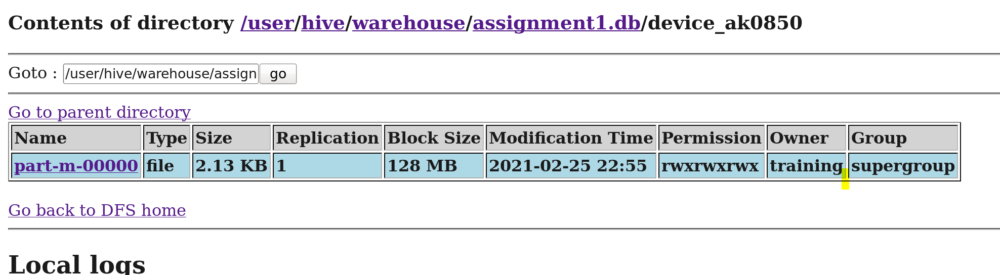 Contents of directory /user/hive/warehouse/assignment1.db/device_ak0850
Goto : /user/hive/warehouse/assign go
Go to parent directory
Name Type Size Replication Block Size Modification Time Permission Owner Group
part-m-00000 file 2.13 KB 1 128 MB 2021-02-25 22:55 rwxrwxrwx training supergroup
Go back to DFS home
Local logs